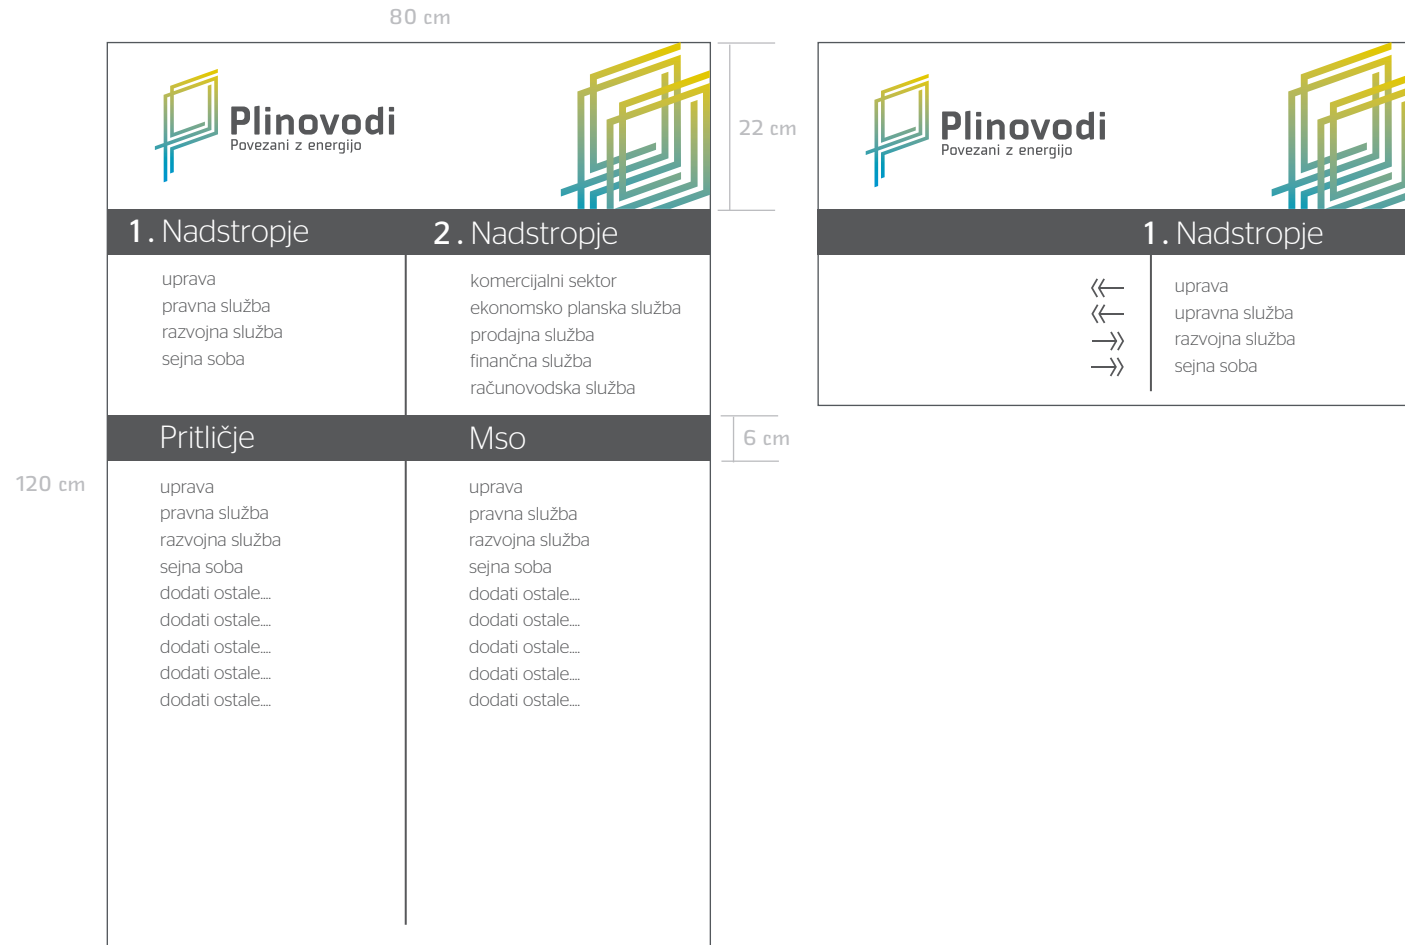 80 cm
Plinovodi
Povezani z energijo
22 cm
1. Nadstropje
2. Nadstropje
uprava
pravna služba
razvojna služba
sejna soba
komercijalni sektor
ekonomsko planska služba
prodajna služba
finančna služba
računovodska služba
Pritličje
Mso
6 cm
120 cm
uprava
pravna služba
razvojna služba
sejna soba
dodati ostale....
dodati ostale....
dodati ostale....
dodati ostale....
dodati ostale....
uprava
pravna služba
razvojna služba
sejna soba
dodati ostale....
dodati ostale....
dodati ostale....
dodati ostale....
dodati ostale....
Plinovodi
Povezani z energijo
1. Nadstropje
uprava
upravna služba
razvojna služba
sejna soba